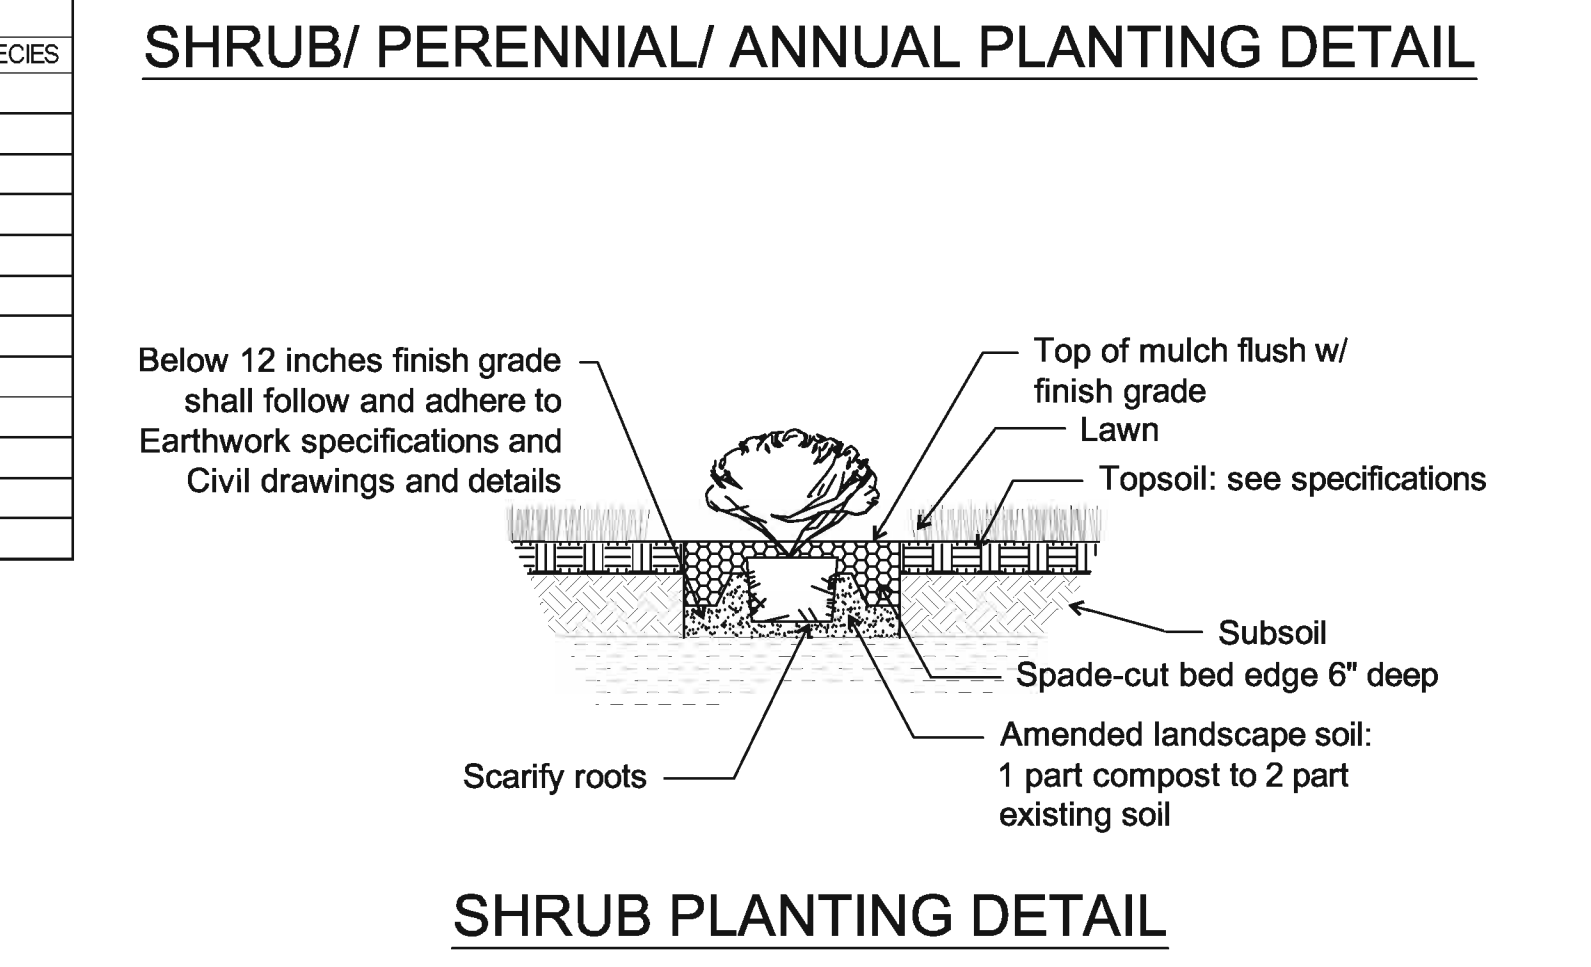 SHRUB/ PERENNIAL/ ANNUAL PLANTING DETAIL
Below 12 inches finish grade
shall follow and adhere to
Earthwork specifications and
Civil drawings and details
Top of mulch flush w/
finish grade
Lawn
Topsoil: see specifications
Subsoil
Spade-cut bed edge 6" deep
Amended landscape soil:
1 part compost to 2 part
existing soil
Scarify roots
SHRUB PLANTING DETAIL